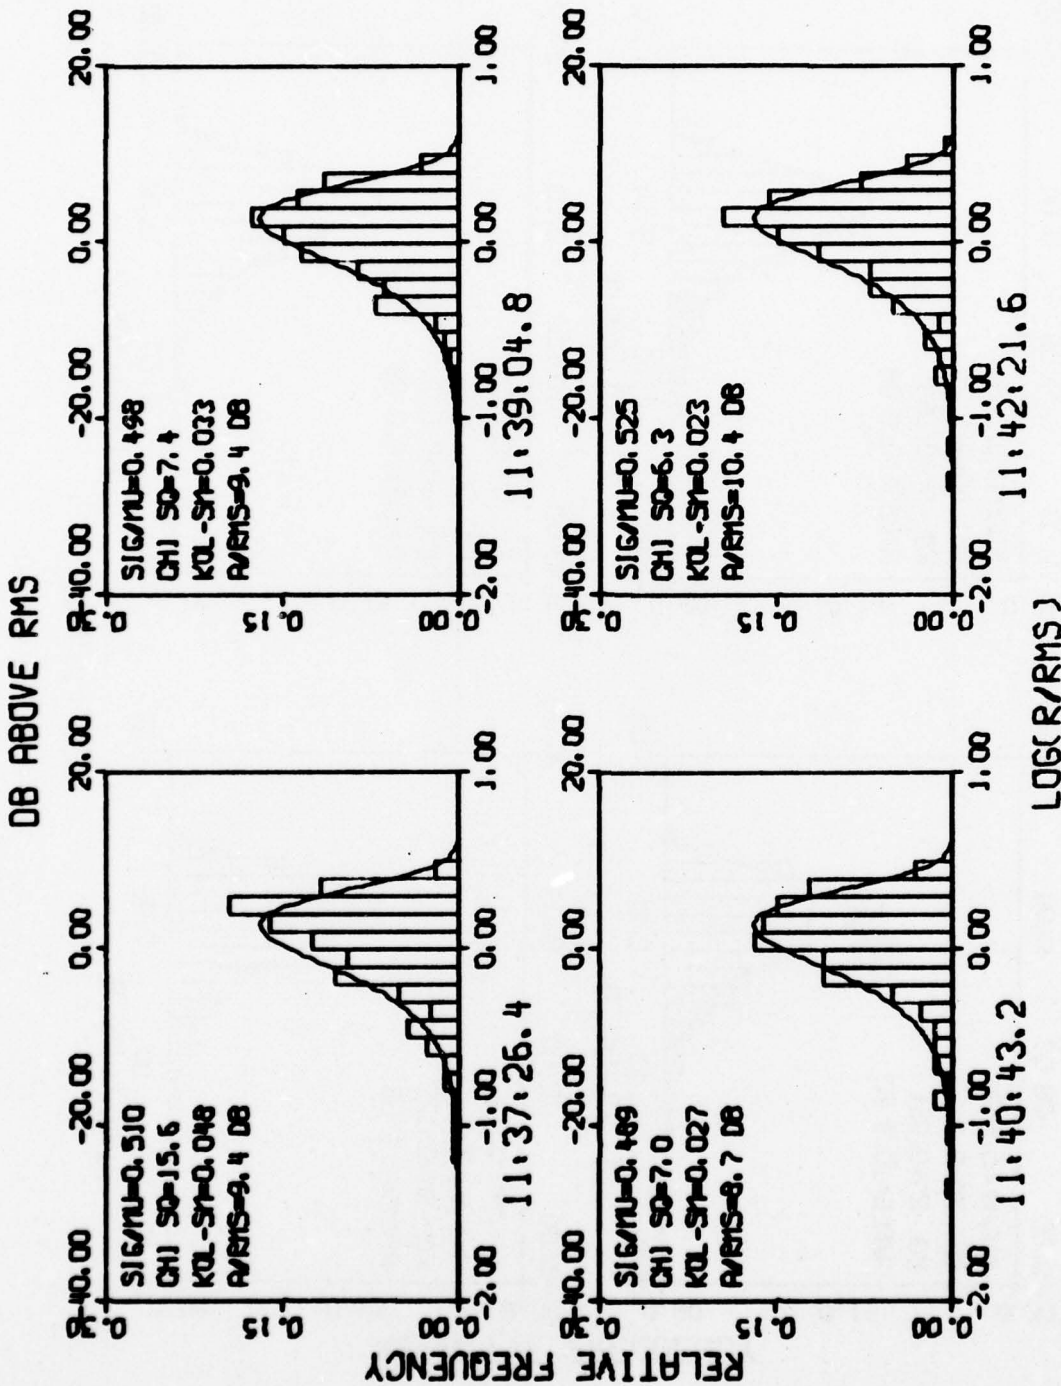 DB ABOVE RMS
-40.00 -20.00 0.00 20.00
-40.00 -20.00 0.00 20.00
RELATIVE FREQUENCY
0.30
0.15
0.00
SIG/MU=0.510
CHI SQ=15.6
KOL-SM=0.048
A/RMS=9.4 DB
-2.00 -1.00 0.00 1.00
11:37:26.4
0.30
0.15
0.00
SIG/MU=0.498
CHI SQ=7.4
KOL-SM=0.033
A/RMS=9.4 DB
-2.00 -1.00 0.00 1.00
11:39:04.8
-40.00 -20.00 0.00 20.00
-40.00 -20.00 0.00 20.00
0.30
0.15
0.00
SIG/MU=0.489
CHI SQ=7.0
KOL-SM=0.027
A/RMS=8.7 DB
-2.00 -1.00 0.00 1.00
11:40:43.2
0.30
0.15
0.00
SIG/MU=0.525
CHI SQ=6.3
KOL-SM=0.023
A/RMS=10.4 DB
-2.00 -1.00 0.00 1.00
11:42:21.6
LOG(R/RMS)